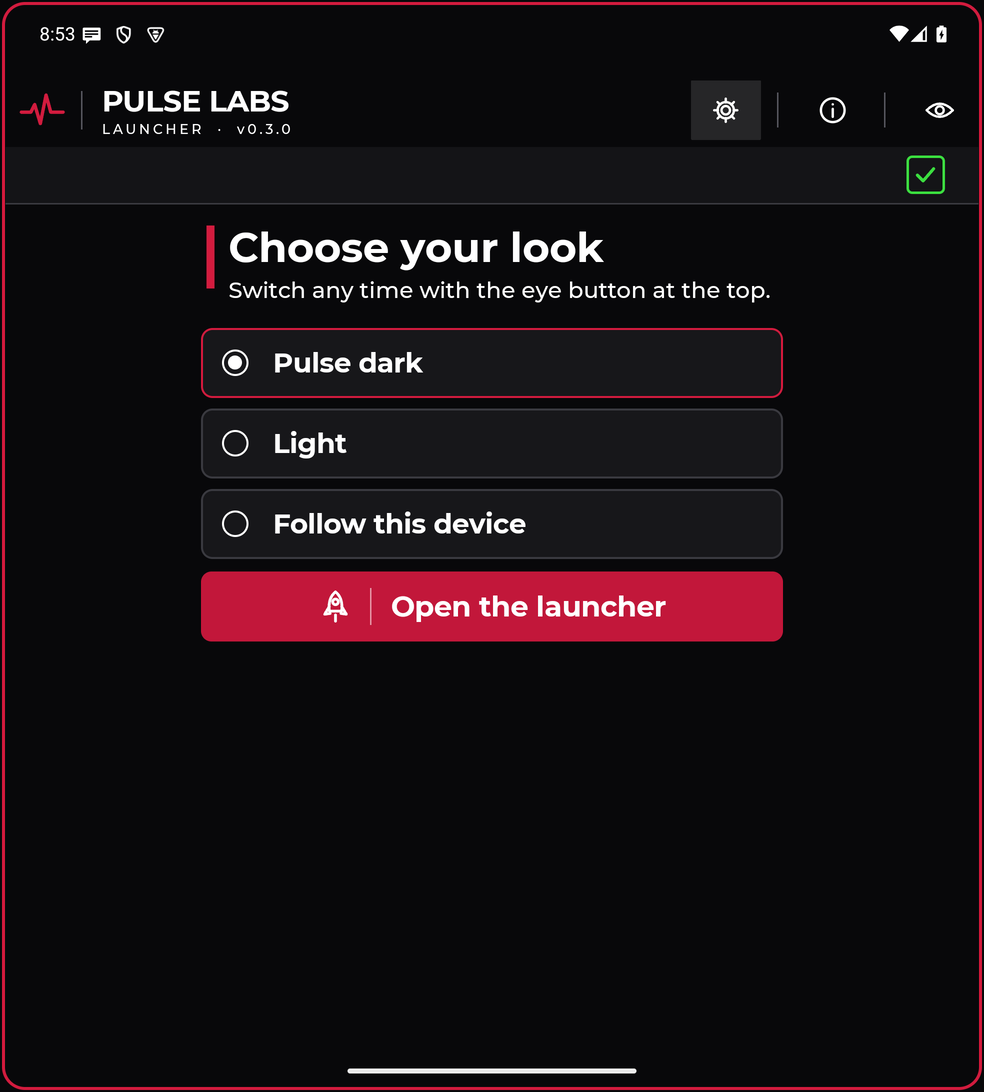 8:53
PULSE LABS
LAUNCHER · v0.3.0
Choose your look
Switch any time with the eye button at the top.
Pulse dark
Light
Follow this device
Open the launcher